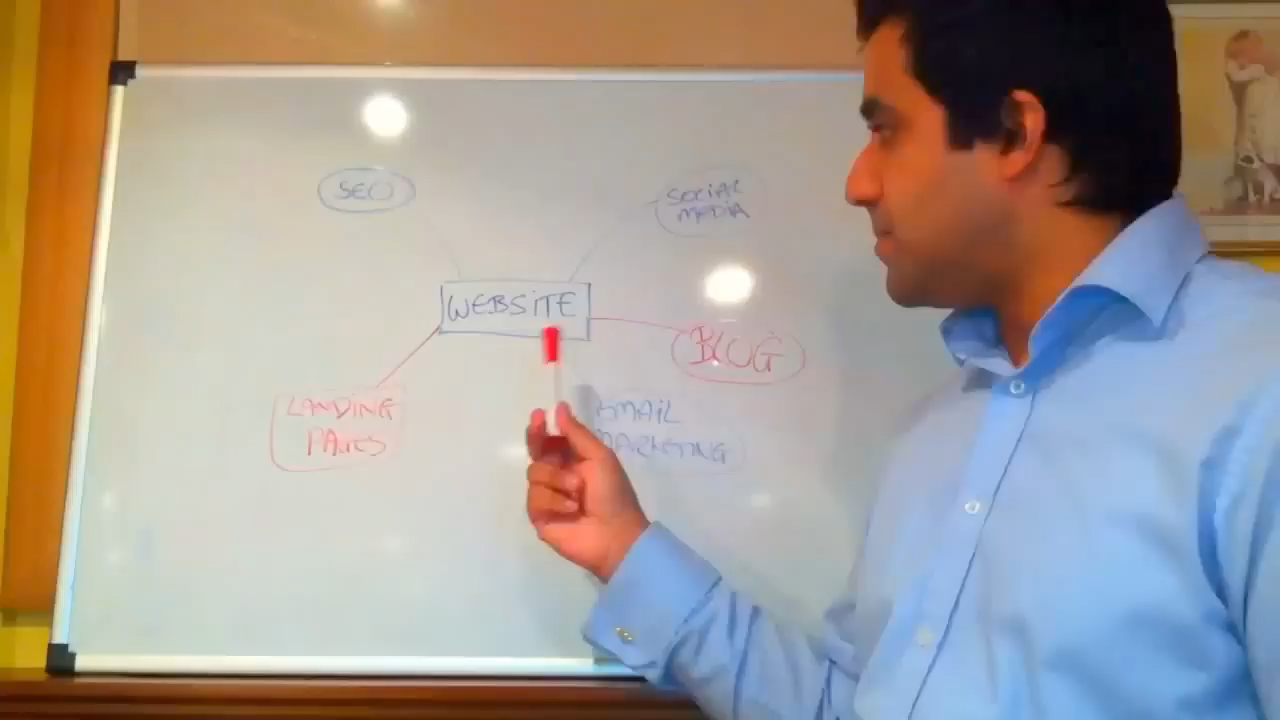 SEO
SOCIAL
MEDIA
WEBSITE
BLOG
LANDING
PAGES
EMAIL
MARKETING